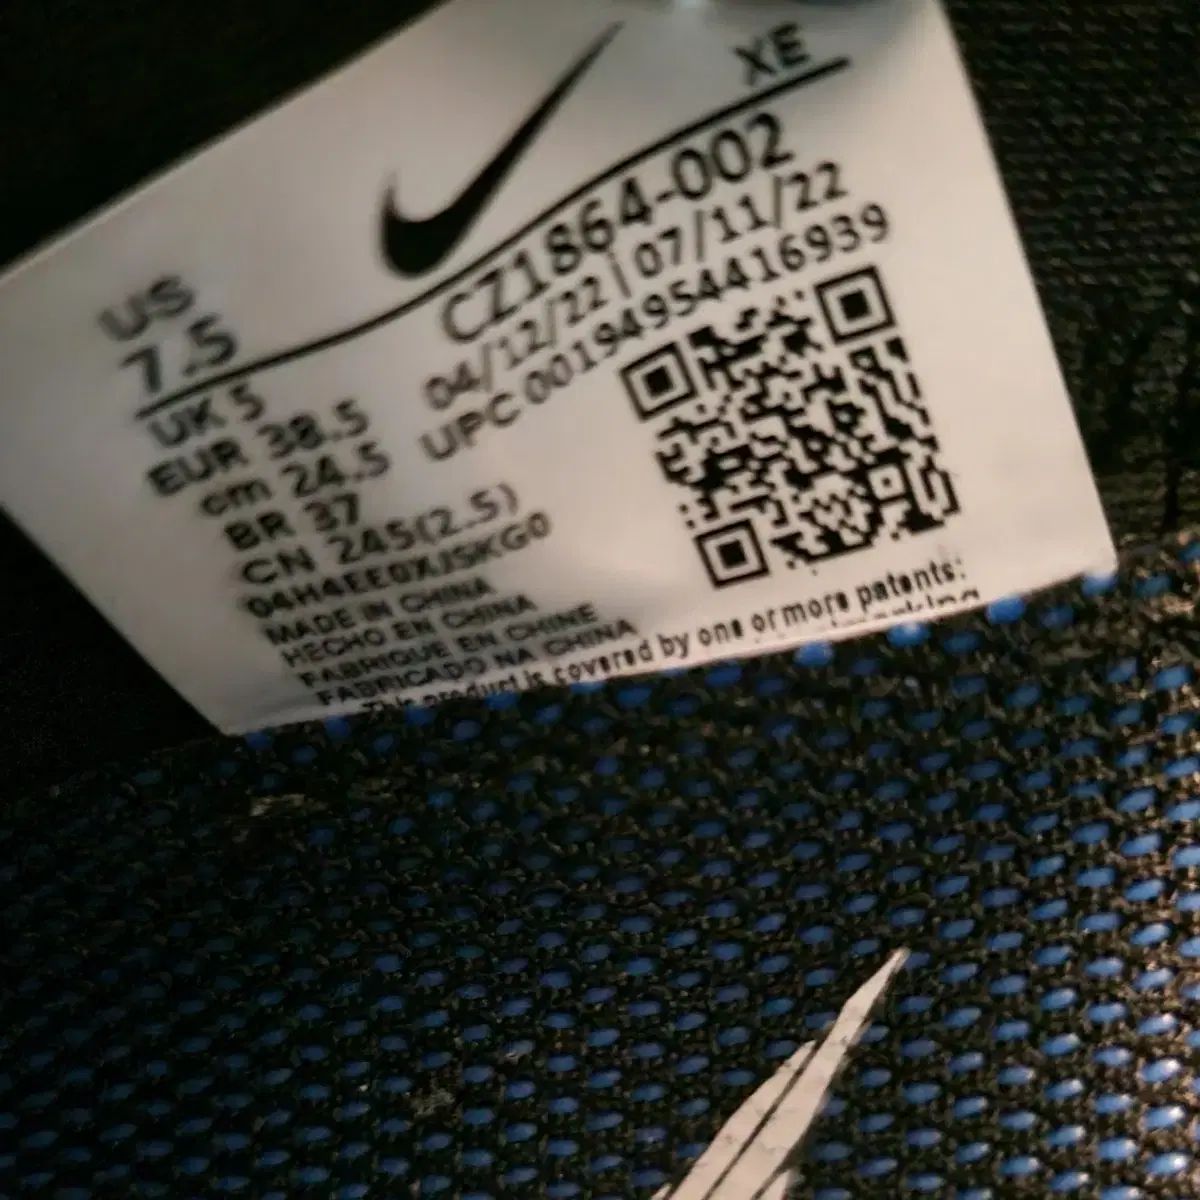 XE
US
7.5
CZ1864-002
04/12/22 | 07/11/22
UPC 00194954416939
UK 5
EUR 38.5
cm 24.5
BR 37
CN 245(2.5)
04H4EE0XJ5KG0
MADE IN CHINA
HECHO EN CHINA
FABRIQUE EN CHINE
FABRICADO NA CHINA
This product is covered by one or more patents: